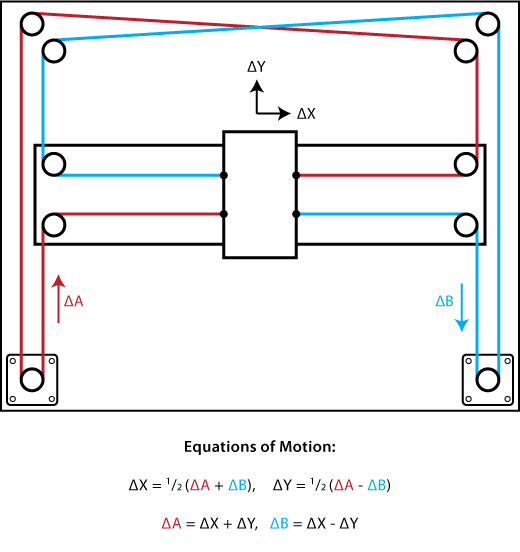 ΔY
ΔX
ΔA
ΔB
Equations of Motion:
ΔX = ¹/₂ (ΔA + ΔB), ΔY = ¹/₂ (ΔA - ΔB)
ΔA = ΔX + ΔY, ΔB = ΔX - ΔY